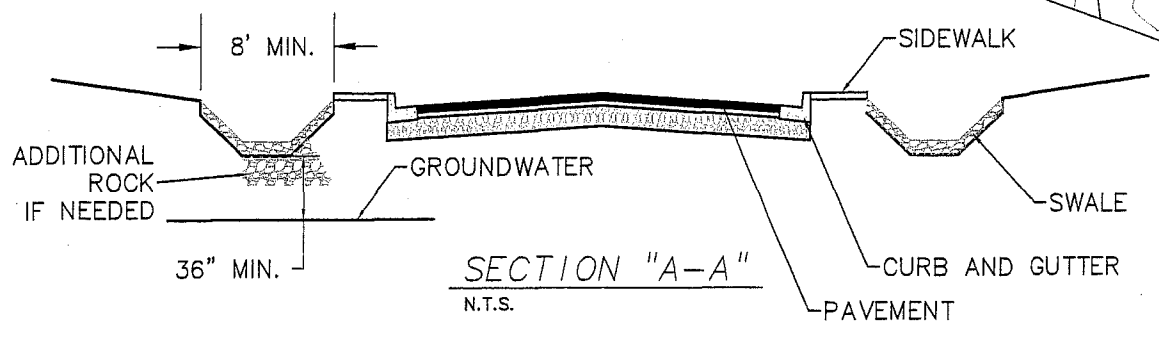 8' MIN.
SIDEWALK
ADDITIONAL
ROCK
IF NEEDED
GROUNDWATER
SWALE
36" MIN.
SECTION "A-A"
N.T.S.
CURB AND GUTTER
PAVEMENT